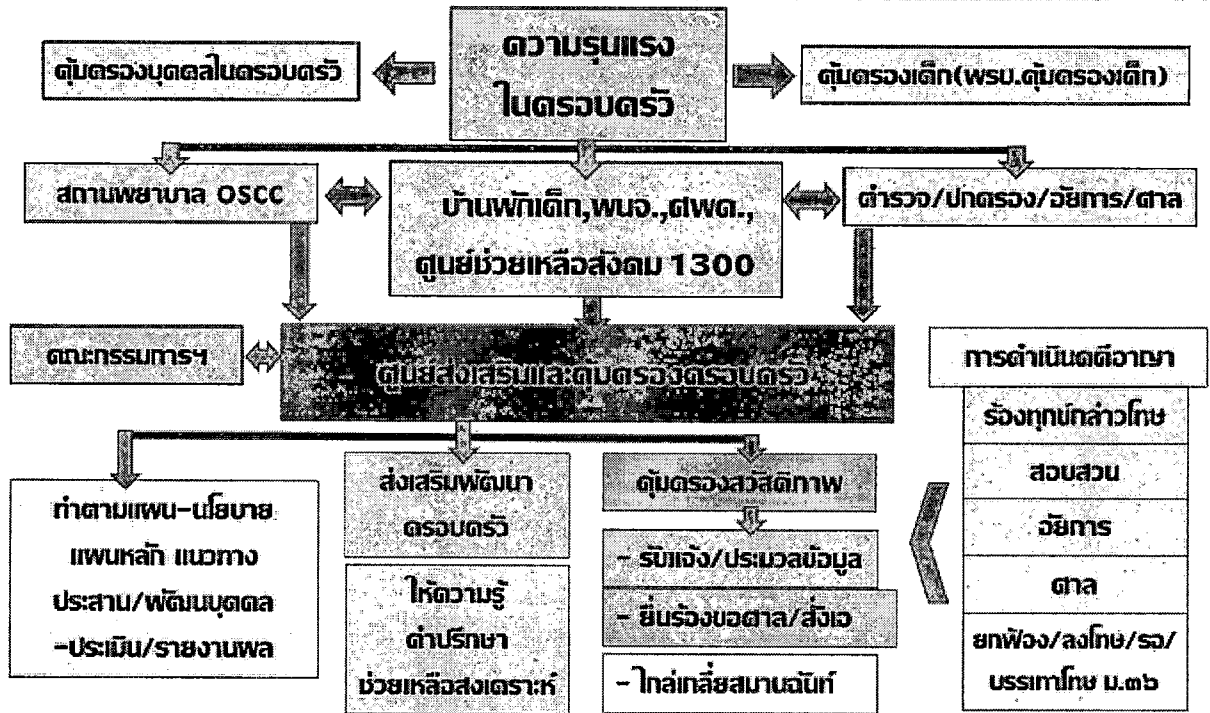 ความรุนแรง
ในครอบครัว
คุ้มครองบุคคลในครอบครัว
คุ้มครองเด็ก(พรบ.คุ้มครองเด็ก)
สถานพยาบาล OSCC
บ้านพักเด็ก,พมจ.,ศพค.,
ศูนย์ช่วยเหลือสังคม 1300
ตำรวจ/ปกครอง/อัยการ/ศาล
คณะกรรมการฯ
ศูนย์ส่งเสริมและคุ้มครองครอบครัว
การดำเนินคดีอาญา
ร้องทุกข์กล่าวโทษ
สอบสวน
อัยการ
ศาล
ยกฟ้อง/ลงโทษ/รอ/
บรรเทาโทษ ม.๓๖
ทำตามแผน-นโยบาย
แผนหลัก แนวทาง
ประสาน/พัฒนบุคคล
-ประเมิน/รายงานผล
ส่งเสริมพัฒนา
ครอบครัว
ให้ความรู้
คำปรึกษา
ช่วยเหลือสงเคราะห์
คุ้มครองสวัสดิภาพ
- รับแจ้ง/ประมวลข้อมูล
- ยื่นร้องขอศาล/สั่งเอง
- ไกล่เกลี่ยสมานฉันท์